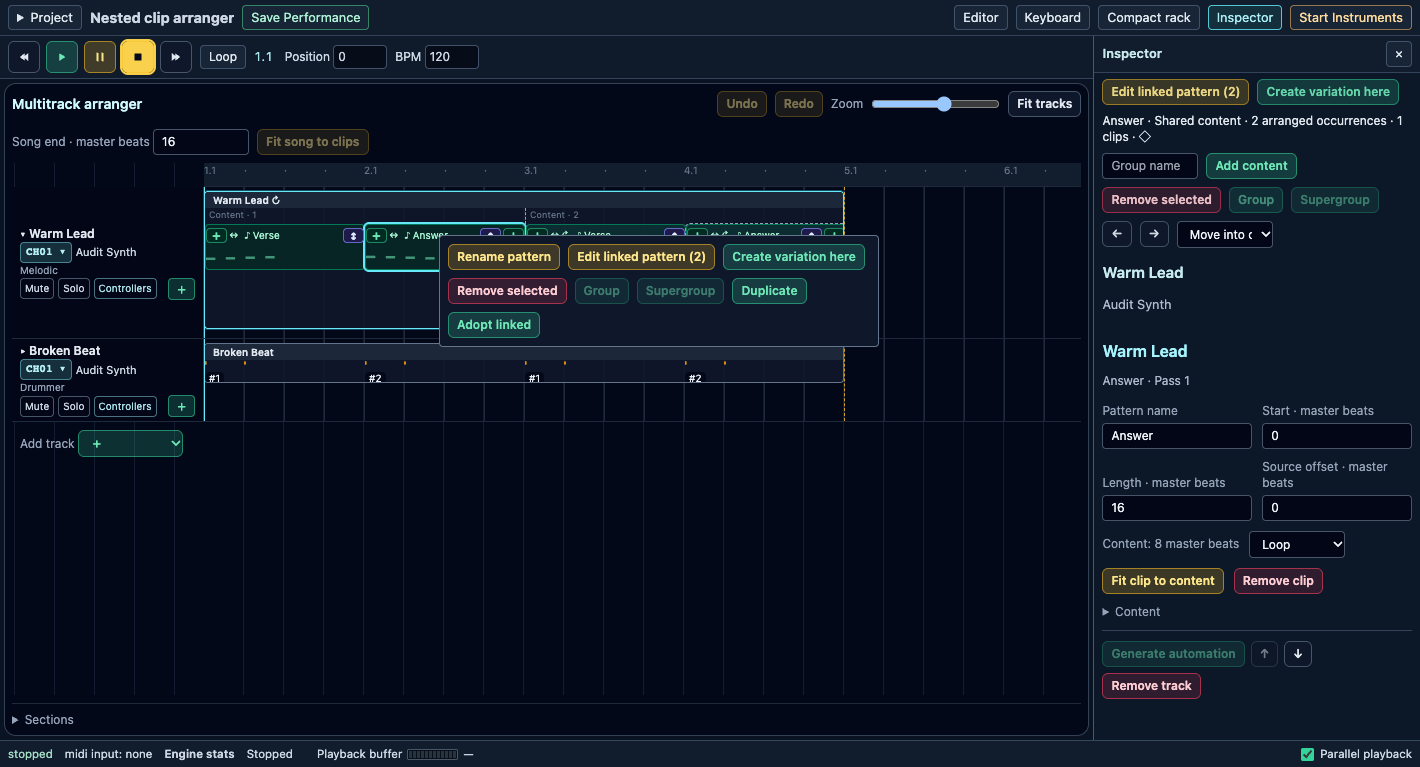 Project Nested clip arranger Save Performance Editor Keyboard Compact rack Inspector Start Instruments
Loop 1.1 Position 0 BPM 120
Multitrack arranger Undo Redo Zoom Fit tracks
Song end · master beats 16 Fit song to clips
1.1 2.1 3.1 4.1 5.1 6.1
Warm Lead
Content · 1 Content · 2
Warm Lead
+ ♪ Verse + ♪ Answer
CH01 Audit Synth
Melodic
Mute Solo Controllers +
Rename pattern Edit linked pattern (2) Create variation here
Remove selected Group Supergroup Duplicate
Adopt linked
Broken Beat
Broken Beat
CH01 Audit Synth
#1 #2 #1 #2
Drummer
Mute Solo Controllers +
Add track +
Sections
Inspector ×
Edit linked pattern (2) Create variation here
Answer · Shared content · 2 arranged occurrences · 1
clips · ◇
Group name Add content
Remove selected Group Supergroup
← → Move into c
Warm Lead
Audit Synth
Warm Lead
Answer · Pass 1
Pattern name Start · master beats
Answer 0
Length · master beats Source offset · master
beats
16 0
Content: 8 master beats Loop
Fit clip to content Remove clip
Content
Generate automation ↑ ↓
Remove track
stopped midi input: none Engine stats Stopped Playback buffer — Parallel playback